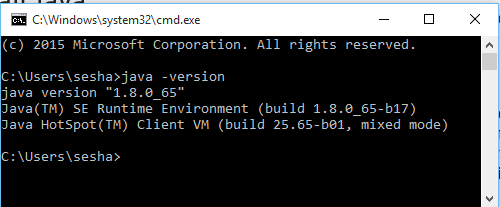 C:\Windows\system32\cmd.exe
(c) 2015 Microsoft Corporation. All rights reserved.
C:\Users\sesha>java -version
java version "1.8.0_65"
Java(TM) SE Runtime Environment (build 1.8.0_65-b17)
Java HotSpot(TM) Client VM (build 25.65-b01, mixed mode)
C:\Users\sesha>